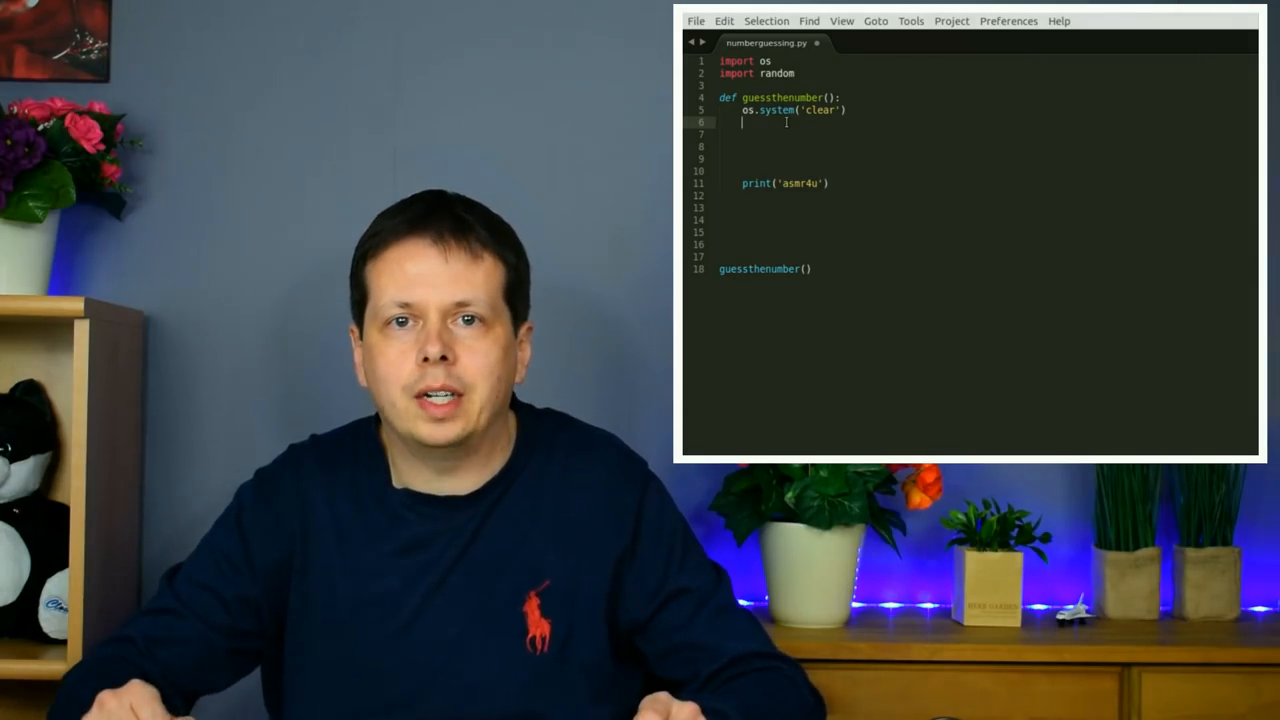 File Edit Selection Find View Goto Tools Project Preferences Help
numberguessing.py
1 import os
2 import random
3
4 def guessthenumber():
5 os.system('clear')
6
7
8
9
10
11 print('asmr4u')
12
13
14
15
16
17
18 guessthenumber()
HERB GARDEN